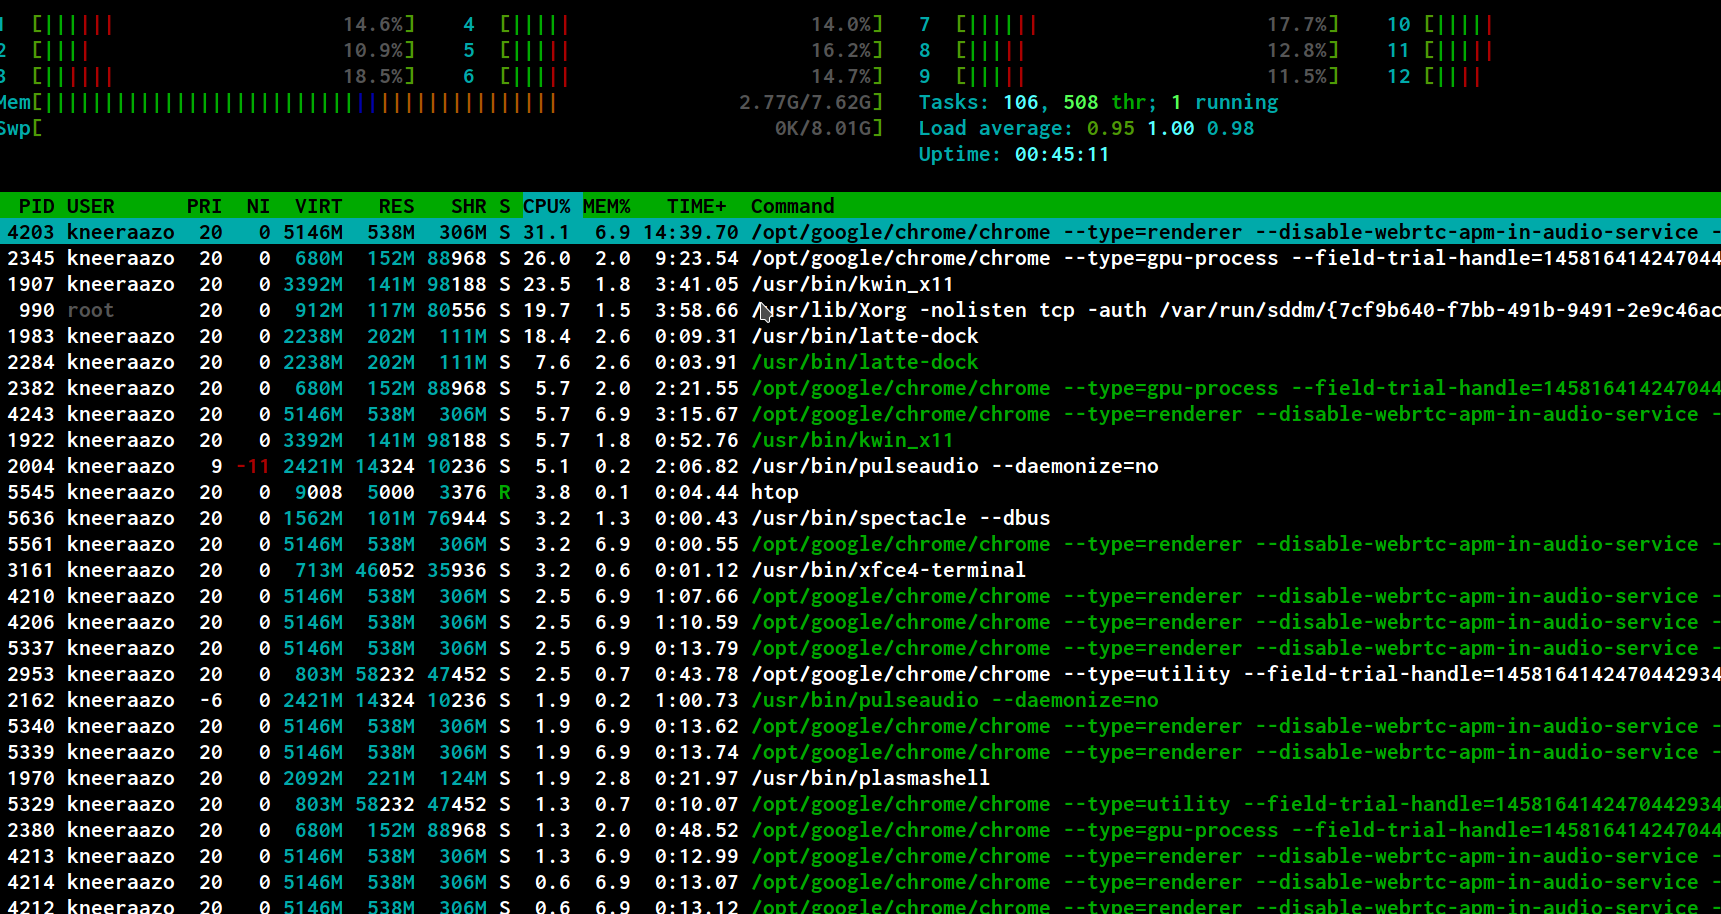 1 [|||||| 14.6%] 4 [||||| 14.0%] 7 [|||||| 17.7%] 10 [|||||
2 [|||| 10.9%] 5 [||||| 16.2%] 8 [||||| 12.8%] 11 [|||||
3 [|||||| 18.5%] 6 [||||| 14.7%] 9 [||||| 11.5%] 12 [||||
Mem[||||||||||||||||||||||||||||||||||||||||||| 2.77G/7.62G] Tasks: 106, 508 thr; 1 running
Swp[ 0K/8.01G] Load average: 0.95 1.00 0.98
Uptime: 00:45:11
PID USER PRI NI VIRT RES SHR S CPU% MEM% TIME+ Command
4203 kneeraazo 20 0 5146M 538M 306M S 31.1 6.9 14:39.70 /opt/google/chrome/chrome --type=renderer --disable-webrtc-apm-in-audio-service -
2345 kneeraazo 20 0 680M 152M 88968 S 26.0 2.0 9:23.54 /opt/google/chrome/chrome --type=gpu-process --field-trial-handle=145816414247044
1907 kneeraazo 20 0 3392M 141M 98188 S 23.5 1.8 3:41.05 /usr/bin/kwin_x11
990 root 20 0 912M 117M 80556 S 19.7 1.5 3:58.66 /usr/lib/Xorg -nolisten tcp -auth /var/run/sddm/{7cf9b640-f7bb-491b-9491-2e9c46ac
1983 kneeraazo 20 0 2238M 202M 111M S 18.4 2.6 0:09.31 /usr/bin/latte-dock
2284 kneeraazo 20 0 2238M 202M 111M S 7.6 2.6 0:03.91 /usr/bin/latte-dock
2382 kneeraazo 20 0 680M 152M 88968 S 5.7 2.0 2:21.55 /opt/google/chrome/chrome --type=gpu-process --field-trial-handle=145816414247044
4243 kneeraazo 20 0 5146M 538M 306M S 5.7 6.9 3:15.67 /opt/google/chrome/chrome --type=renderer --disable-webrtc-apm-in-audio-service -
1922 kneeraazo 20 0 3392M 141M 98188 S 5.7 1.8 0:52.76 /usr/bin/kwin_x11
2004 kneeraazo 9 -11 2421M 14324 10236 S 5.1 0.2 2:06.82 /usr/bin/pulseaudio --daemonize=no
5545 kneeraazo 20 0 9008 5000 3376 R 3.8 0.1 0:04.44 htop
5636 kneeraazo 20 0 1562M 101M 76944 S 3.2 1.3 0:00.43 /usr/bin/spectacle --dbus
5561 kneeraazo 20 0 5146M 538M 306M S 3.2 6.9 0:00.55 /opt/google/chrome/chrome --type=renderer --disable-webrtc-apm-in-audio-service -
3161 kneeraazo 20 0 713M 46052 35936 S 3.2 0.6 0:01.12 /usr/bin/xfce4-terminal
4210 kneeraazo 20 0 5146M 538M 306M S 2.5 6.9 1:07.66 /opt/google/chrome/chrome --type=renderer --disable-webrtc-apm-in-audio-service -
4206 kneeraazo 20 0 5146M 538M 306M S 2.5 6.9 1:10.59 /opt/google/chrome/chrome --type=renderer --disable-webrtc-apm-in-audio-service -
5337 kneeraazo 20 0 5146M 538M 306M S 2.5 6.9 0:13.79 /opt/google/chrome/chrome --type=renderer --disable-webrtc-apm-in-audio-service -
2953 kneeraazo 20 0 803M 58232 47452 S 2.5 0.7 0:43.78 /opt/google/chrome/chrome --type=utility --field-trial-handle=1458164142470442934
2162 kneeraazo -6 0 2421M 14324 10236 S 1.9 0.2 1:00.73 /usr/bin/pulseaudio --daemonize=no
5340 kneeraazo 20 0 5146M 538M 306M S 1.9 6.9 0:13.62 /opt/google/chrome/chrome --type=renderer --disable-webrtc-apm-in-audio-service -
5339 kneeraazo 20 0 5146M 538M 306M S 1.9 6.9 0:13.74 /opt/google/chrome/chrome --type=renderer --disable-webrtc-apm-in-audio-service -
1970 kneeraazo 20 0 2092M 221M 124M S 1.9 2.8 0:21.97 /usr/bin/plasmashell
5329 kneeraazo 20 0 803M 58232 47452 S 1.3 0.7 0:10.07 /opt/google/chrome/chrome --type=utility --field-trial-handle=1458164142470442934
2380 kneeraazo 20 0 680M 152M 88968 S 1.3 2.0 0:48.52 /opt/google/chrome/chrome --type=gpu-process --field-trial-handle=145816414247044
4213 kneeraazo 20 0 5146M 538M 306M S 1.3 6.9 0:12.99 /opt/google/chrome/chrome --type=renderer --disable-webrtc-apm-in-audio-service -
4214 kneeraazo 20 0 5146M 538M 306M S 0.6 6.9 0:13.07 /opt/google/chrome/chrome --type=renderer --disable-webrtc-apm-in-audio-service -
4212 kneeraazo 20 0 5146M 538M 306M S 0.6 6.9 0:13.12 /opt/google/chrome/chrome --type=renderer --disable-webrtc-apm-in-audio-service -